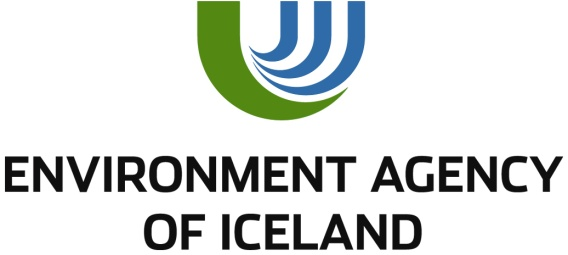 ENVIRONMENT AGENCY
OF ICELAND